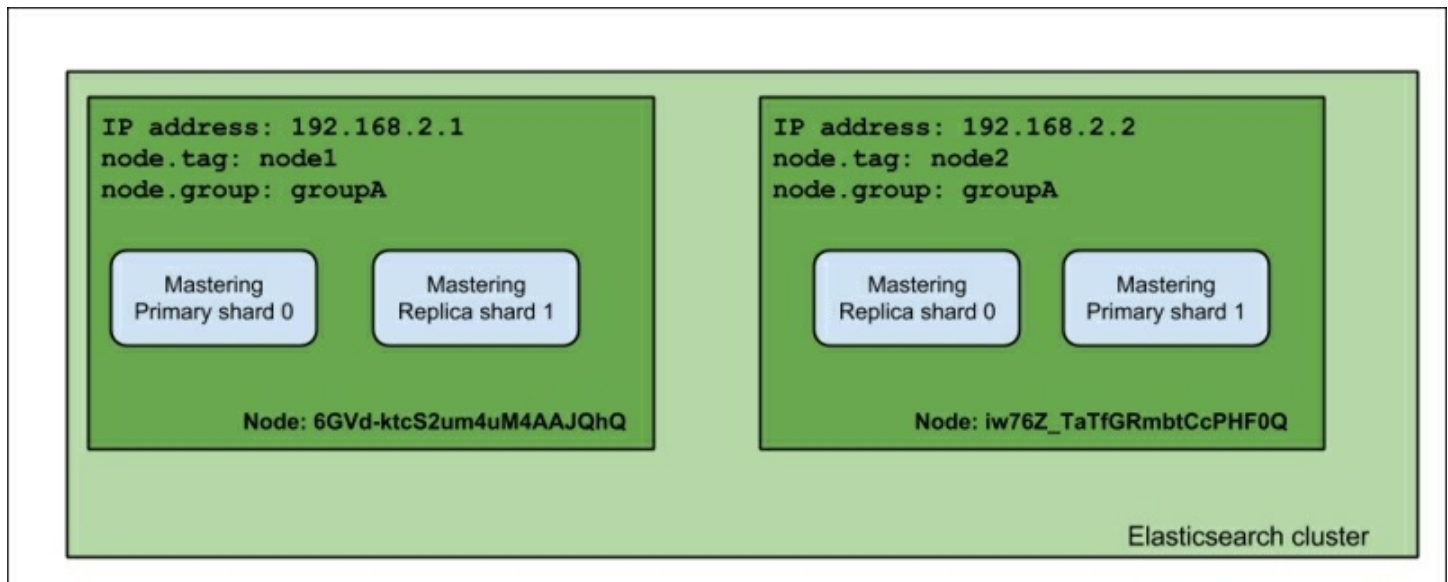 IP address: 192.168.2.1
node.tag: node1
node.group: groupA
Mastering
Primary shard 0
Mastering
Replica shard 1
Node: 6GVd-ktcS2um4uM4AAJQhQ
IP address: 192.168.2.2
node.tag: node2
node.group: groupA
Mastering
Replica shard 0
Mastering
Primary shard 1
Node: iw76Z_TaTfGRmbtCcPHF0Q
Elasticsearch cluster